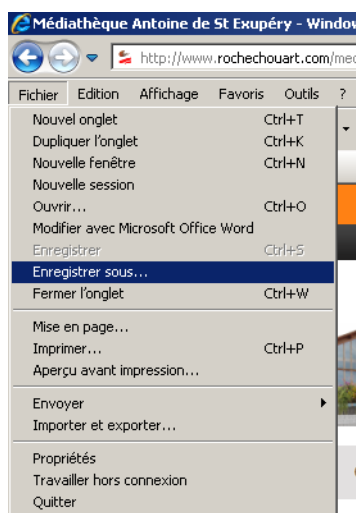 Médiathèque Antoine de St Exupéry - Windo
http://www.rochechouart.com/med
Fichier Edition Affichage Favoris Outils ?
Nouvel onglet Ctrl+T
Dupliquer l'onglet Ctrl+K
Nouvelle fenêtre Ctrl+N
Nouvelle session
Ouvrir... Ctrl+O
Modifier avec Microsoft Office Word
Enregistrer Ctrl+S
Enregistrer sous...
Fermer l'onglet Ctrl+W
Mise en page...
Imprimer... Ctrl+P
Aperçu avant impression...
Envoyer
Importer et exporter...
Propriétés
Travailler hors connexion
Quitter